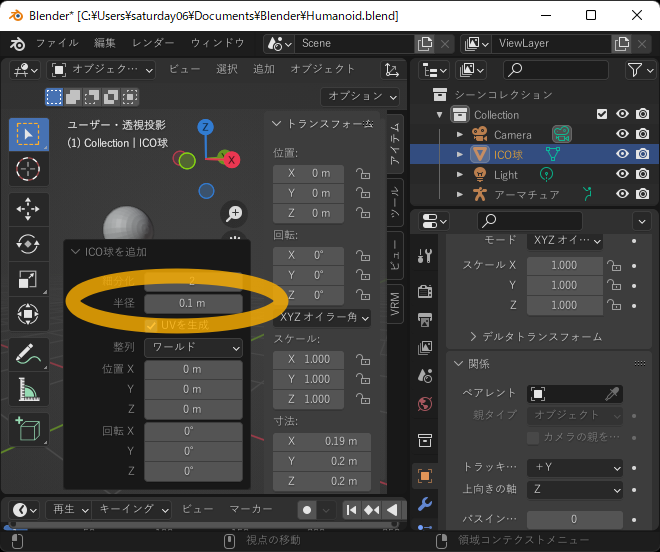 Blender* [C:¥Users¥saturday06¥Documents¥Blender¥Humanoid.blend]
ファイル 編集 レンダー ウィンドウ Scene ViewLayer
オブジェク… ビュー 選択 追加 オブジェクト
オプション
ユーザー・透視投影
(1) Collection | ICO球
Z
X
ICO球を追加
細分化 2
半径 0.1 m
UVを生成
整列 ワールド
位置 X 0 m
Y 0 m
Z 0 m
回転 X 0°
Y 0°
Z 0°
トランスフォーム
位置:
X 0 m
Y 0 m
Z 0 m
回転:
X 0°
Y 0°
Z 0°
XYZ オイラー角
スケール:
X 1.000
Y 1.000
Z 1.000
寸法:
X 0.19 m
Y 0.2 m
Z 0.2 m
アイテム
ツール
ビュー
VRM
シーンコレクション
Collection
Camera
ICO球
Light
アーマチュア
モード XYZ オイ…
スケール X 1.000
Y 1.000
Z 1.000
デルタトランスフォーム
関係
ペアレント
親タイプ オブジェクト
カメラの親を…
トラッキ… +Y
上向きの軸 Z
パスイン… 0
再生 キーイング ビュー マーカー
視点の移動 領域コンテクストメニュー